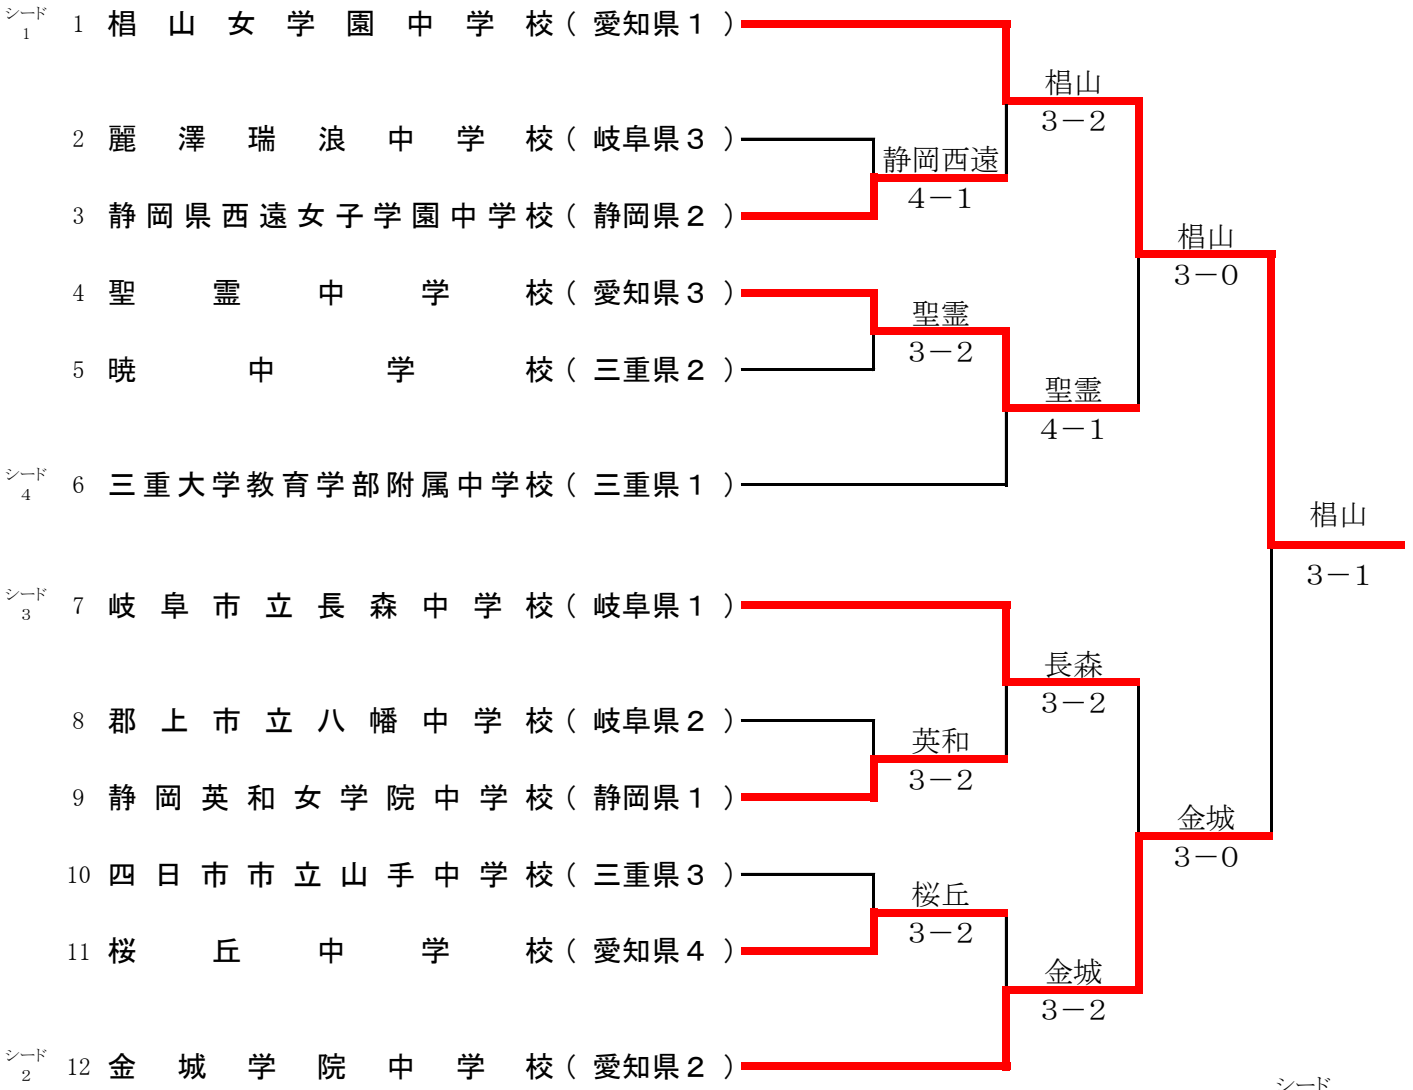 シード
1
1 椙山女学園中学校（愛知県１）
椙山
３－２
2 麗澤瑞浪中学校（岐阜県３）
静岡西遠
４－１
3 静岡県西遠女子学園中学校（静岡県２）
椙山
３－０
4 聖霊中学校（愛知県３）
聖霊
３－２
5 暁中学校（三重県２）
聖霊
４－１
シード
4
6 三重大学教育学部附属中学校（三重県１）
椙山
３－１
シード
3
7 岐阜市立長森中学校（岐阜県１）
長森
３－２
8 郡上市立八幡中学校（岐阜県２）
英和
３－２
9 静岡英和女学院中学校（静岡県１）
金城
３－０
10 四日市市立山手中学校（三重県３）
桜丘
３－２
11 桜丘中学校（愛知県４）
金城
３－２
シード
2
12 金城学院中学校（愛知県２）
シード